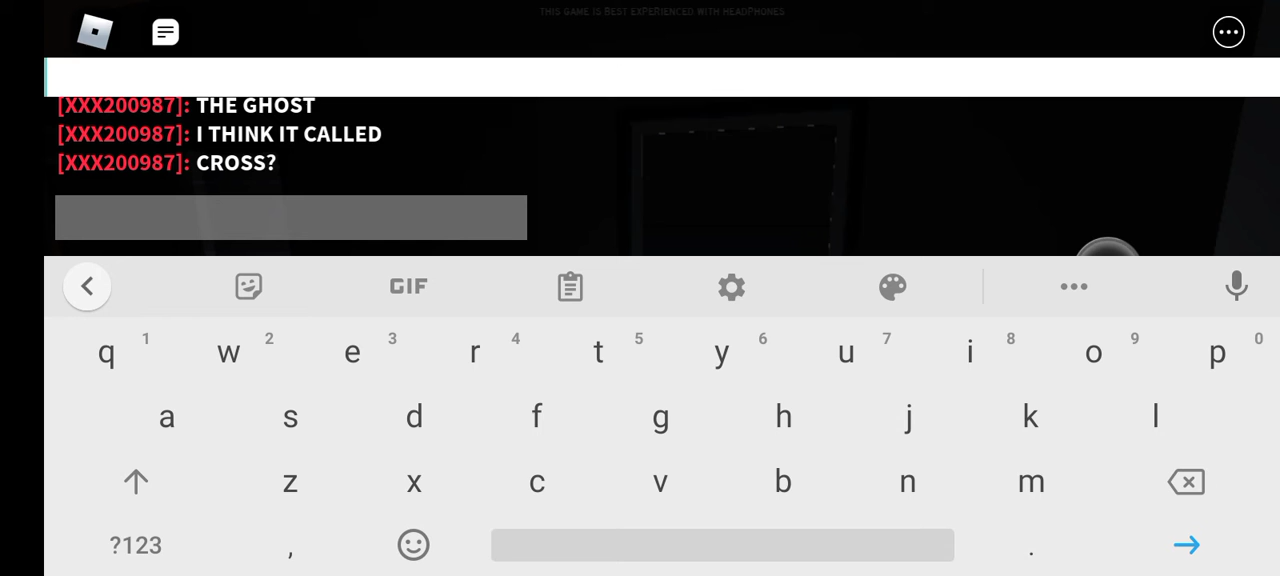 THIS GAME IS BEST EXPERIENCED WITH HEADPHONES
[XXX200987]: THE GHOST
[XXX200987]: I THINK IT CALLED
[XXX200987]: CROSS?
GIF
q 1 w 2 e 3 r 4 t 5 y 6 u 7 i 8 o 9 p 0
a s d f g h j k l
z x c v b n m
?123 , .